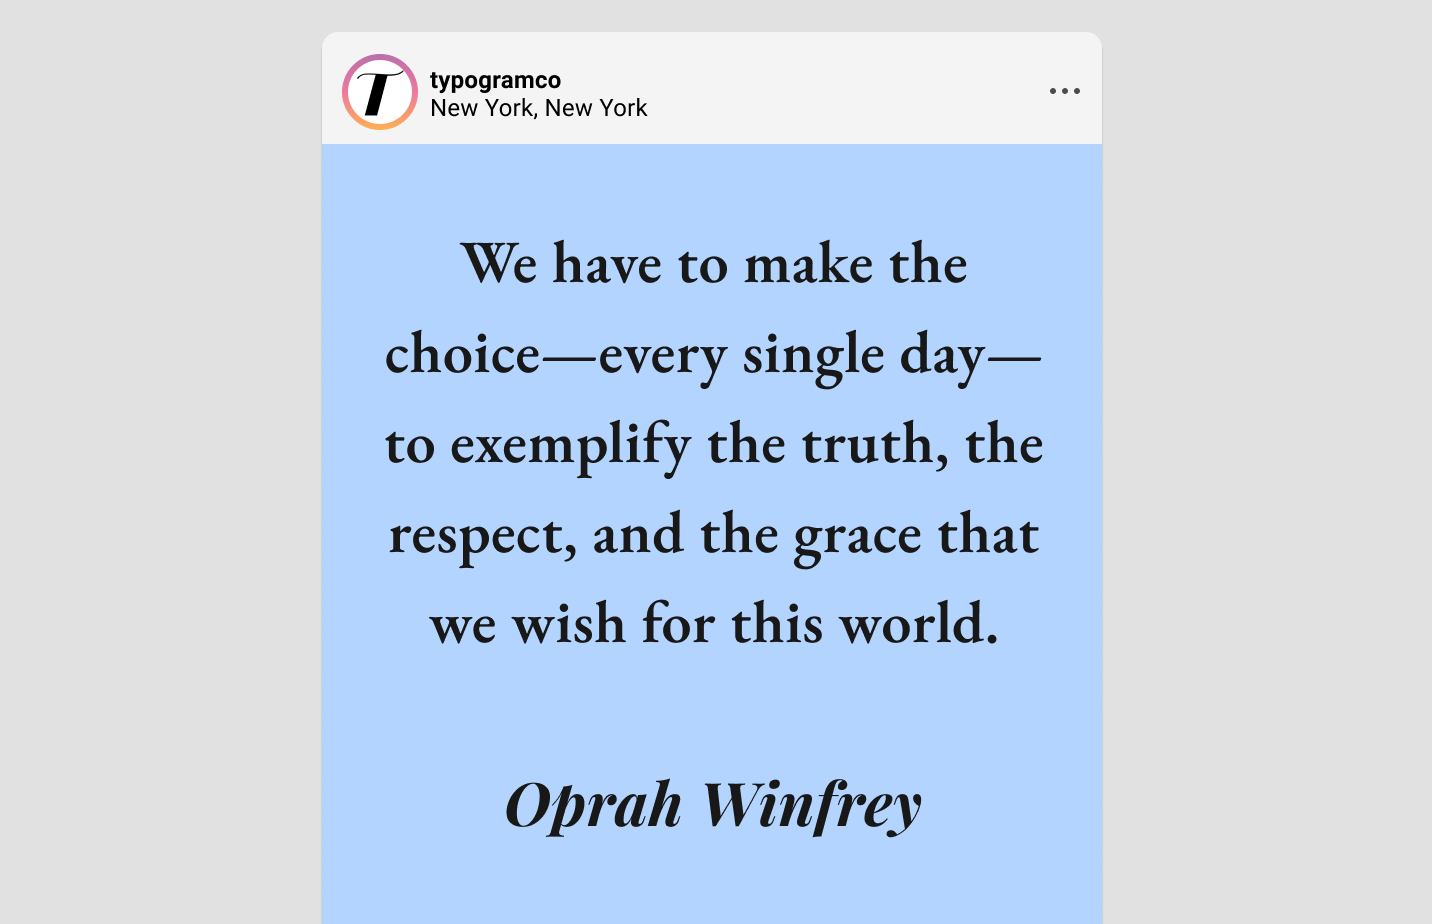 T
typogramco
New York, New York
We have to make the
choice—every single day—
to exemplify the truth, the
respect, and the grace that
we wish for this world.
Oprah Winfrey